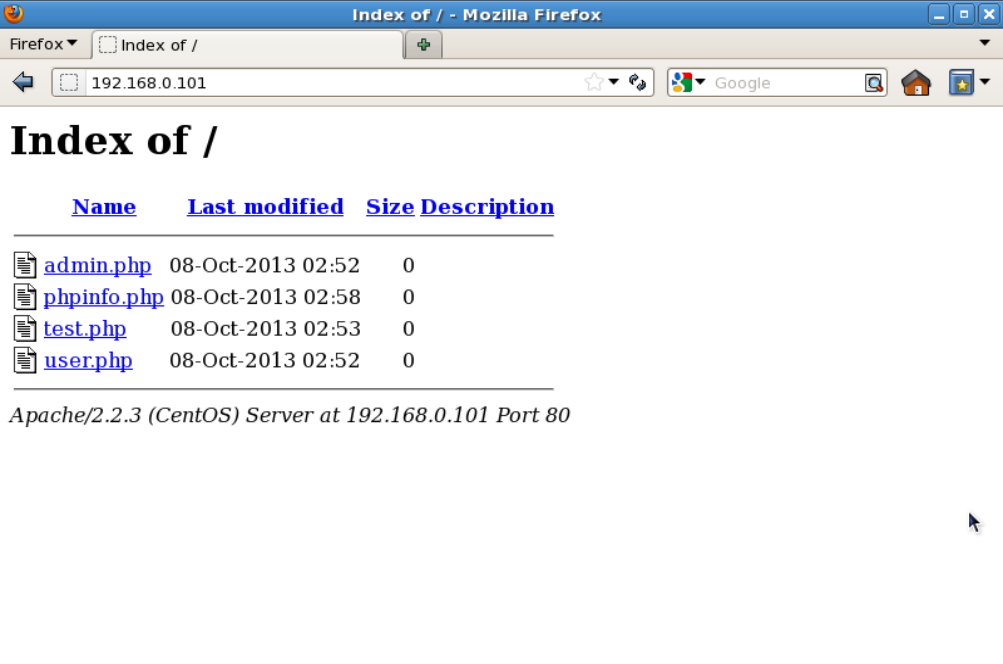 Index of / - Mozilla Firefox
Firefox
Index of /
192.168.0.101
Google
Index of /
Name Last modified Size Description
admin.php 08-Oct-2013 02:52 0
phpinfo.php 08-Oct-2013 02:58 0
test.php 08-Oct-2013 02:53 0
user.php 08-Oct-2013 02:52 0
Apache/2.2.3 (CentOS) Server at 192.168.0.101 Port 80